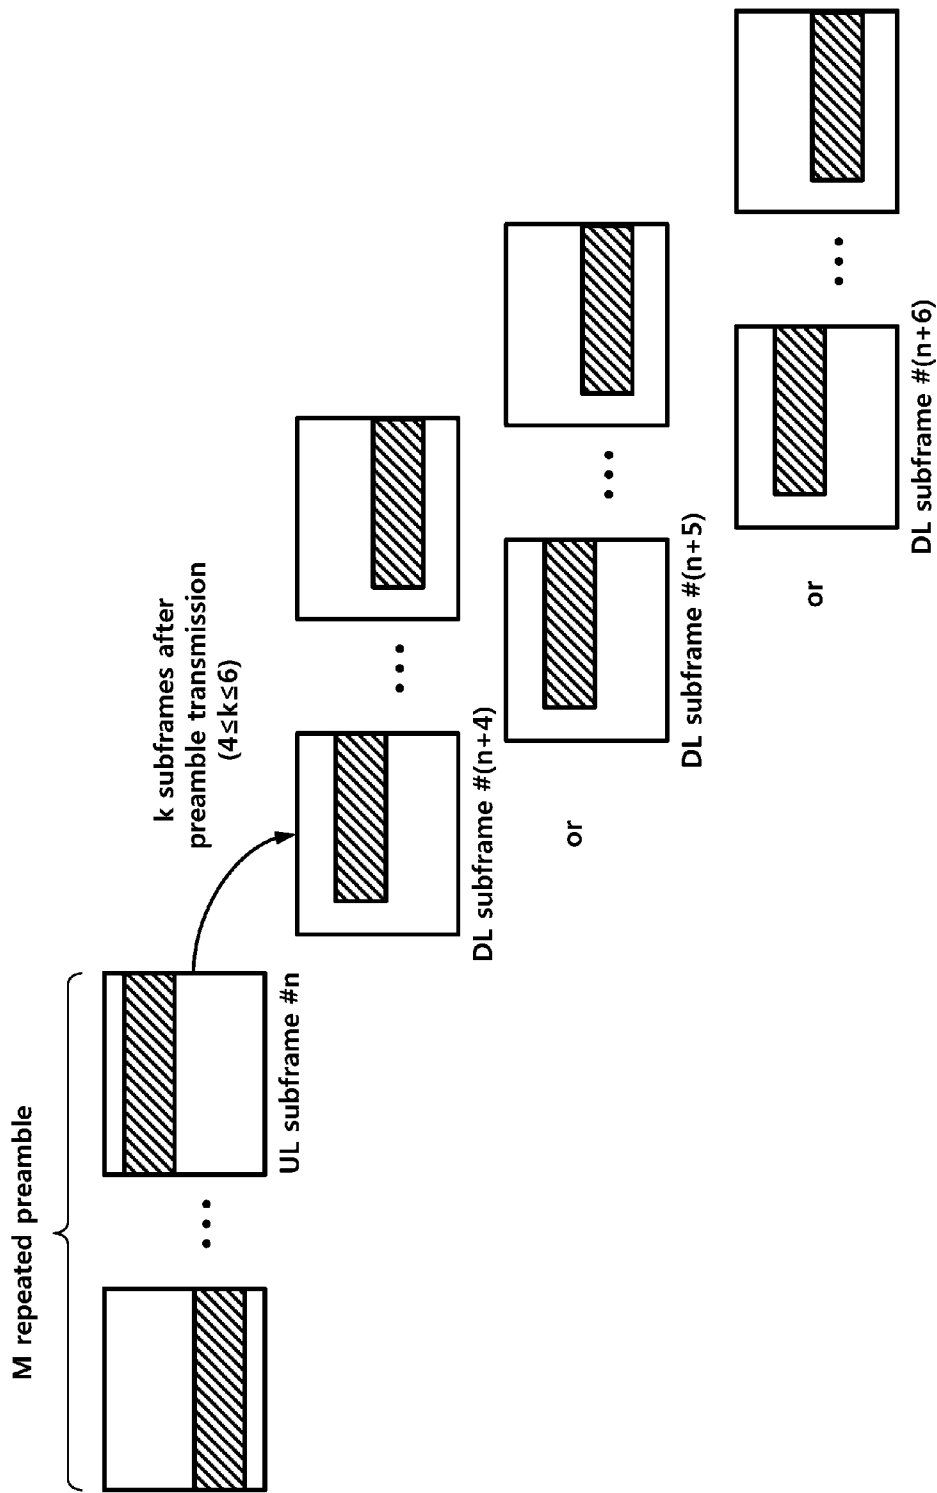 M repeated preamble
UL subframe #n
k subframes after
preamble transmission
(4≤k≤6)
DL subframe #(n+4)
or
DL subframe #(n+5)
or
DL subframe #(n+6)